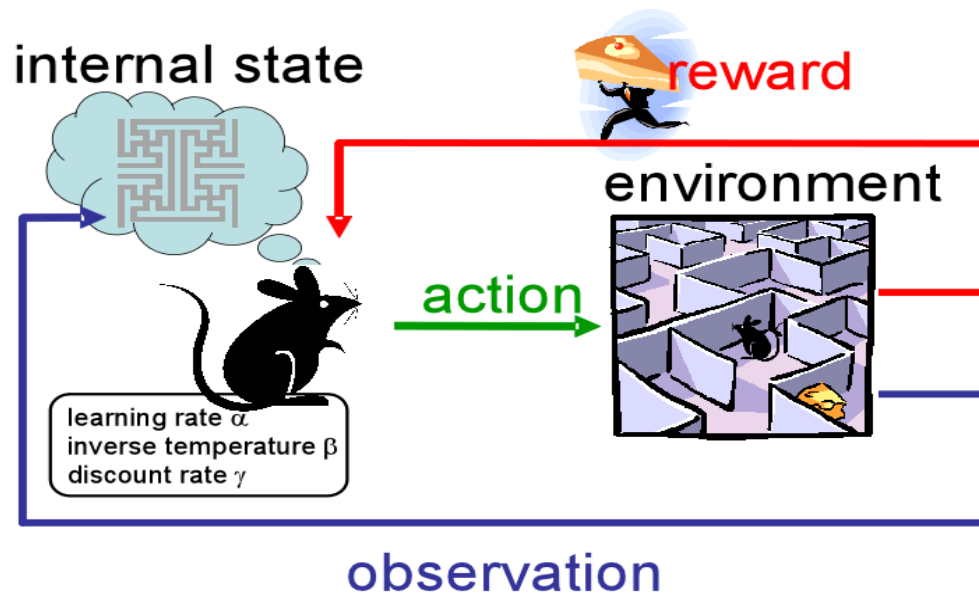 internal state
reward
environment
action
learning rate α
inverse temperature β
discount rate γ
observation